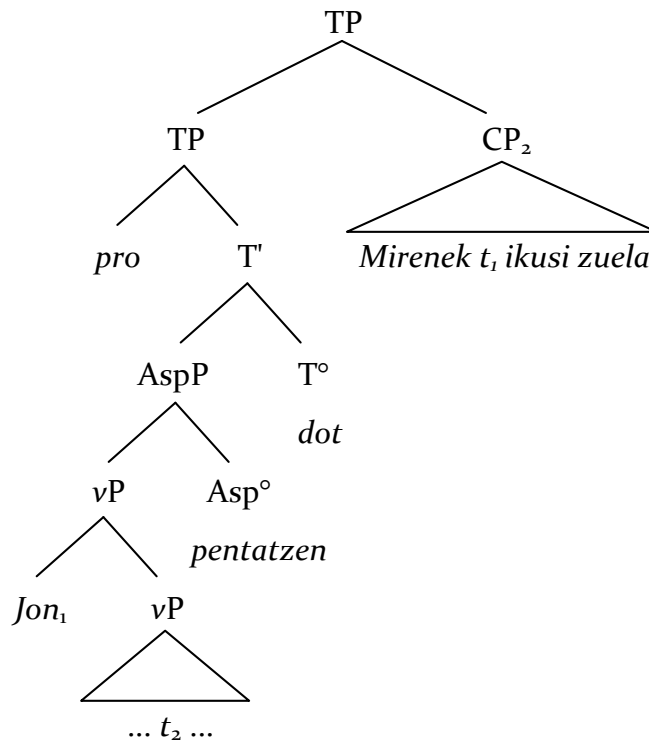 TP
TP CP₂
pro T' Mirenek t₁ ikusi zuela
AspP T°
dot
vP Asp°
pentatzen
Jon₁ vP
... t₂ ...